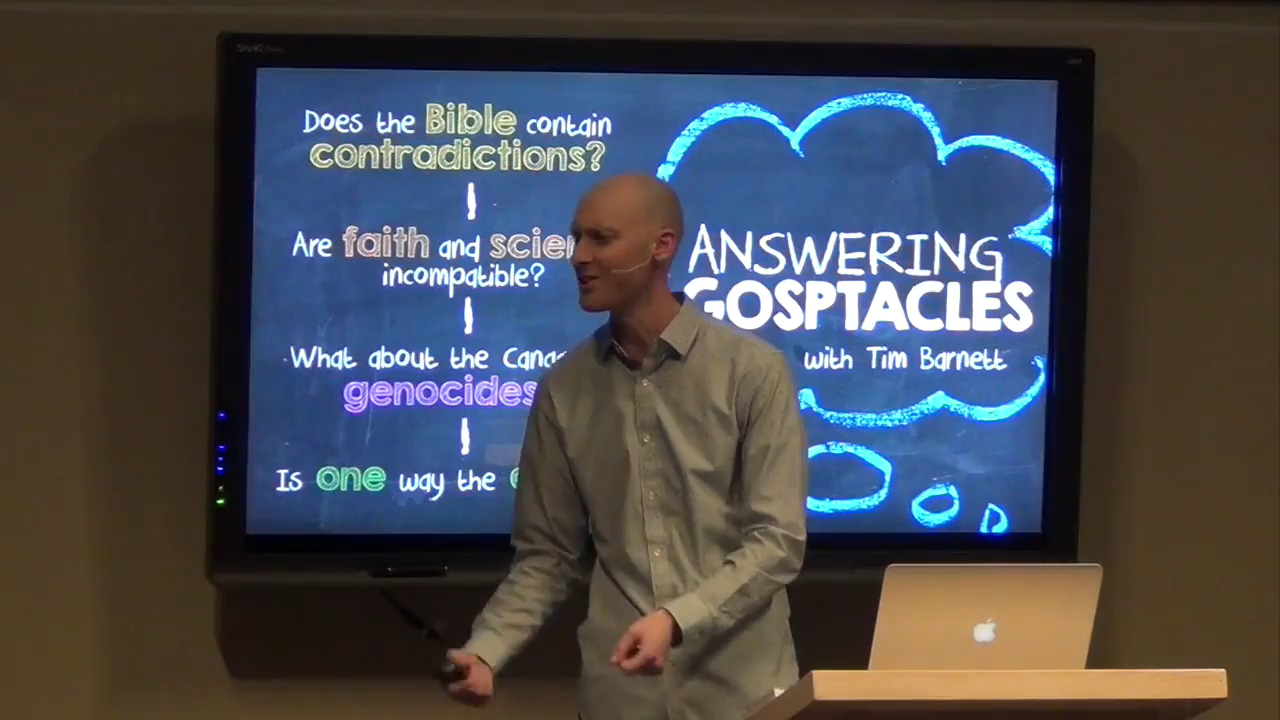 SMART
Does the Bible contain
contradictions?
Are faith and
incompatible?
What about the
genocides
Is one way the
ANSWERING
GOSPTACLES
with Tim Barnett